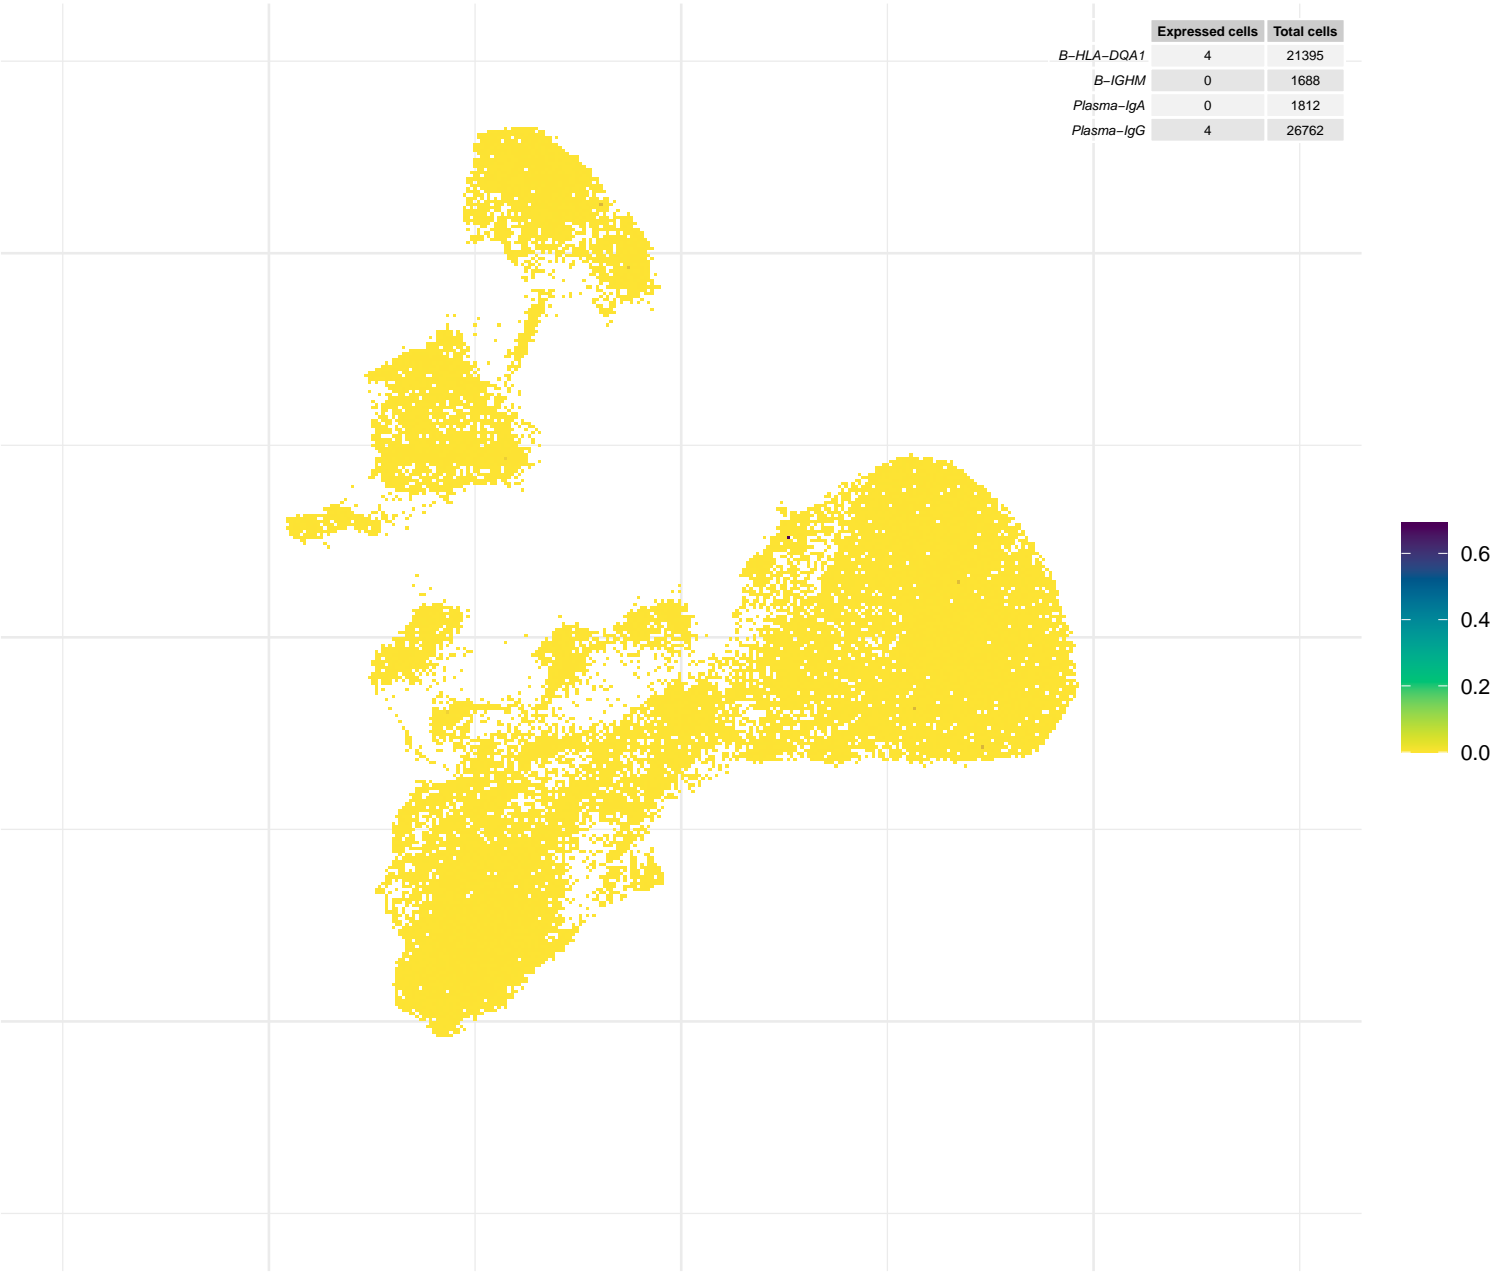 Expressed cells Total cells
B−HLA−DQA1 4 21395
B−IGHM 0 1688
Plasma−IgA 0 1812
Plasma−IgG 4 26762
0.6
0.4
0.2
0.0